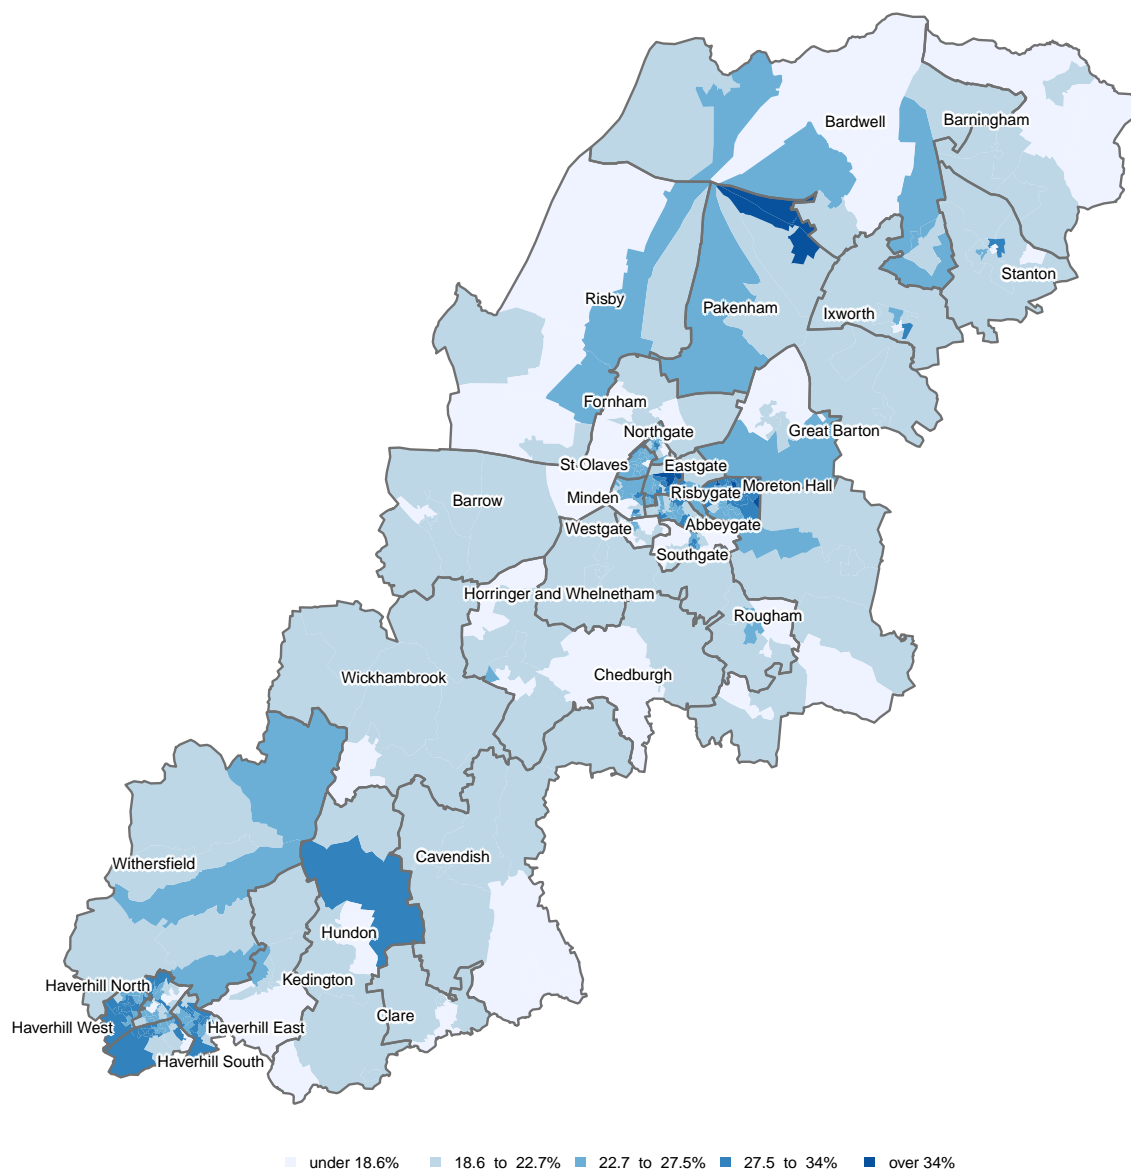 Bardwell
Barningham
Stanton
Risby
Pakenham
Ixworth
Fornham
Northgate
Great Barton
St Olaves
Eastgate
Barrow
Minden
Risbygate
Moreton Hall
Westgate
Abbeygate
Southgate
Horringer and Whelnetham
Rougham
Wickhambrook
Chedburgh
Withersfield
Cavendish
Hundon
Haverhill North
Kedington
Haverhill West
Haverhill East
Clare
Haverhill South
under 18.6% 18.6 to 22.7% 22.7 to 27.5% 27.5 to 34% over 34%